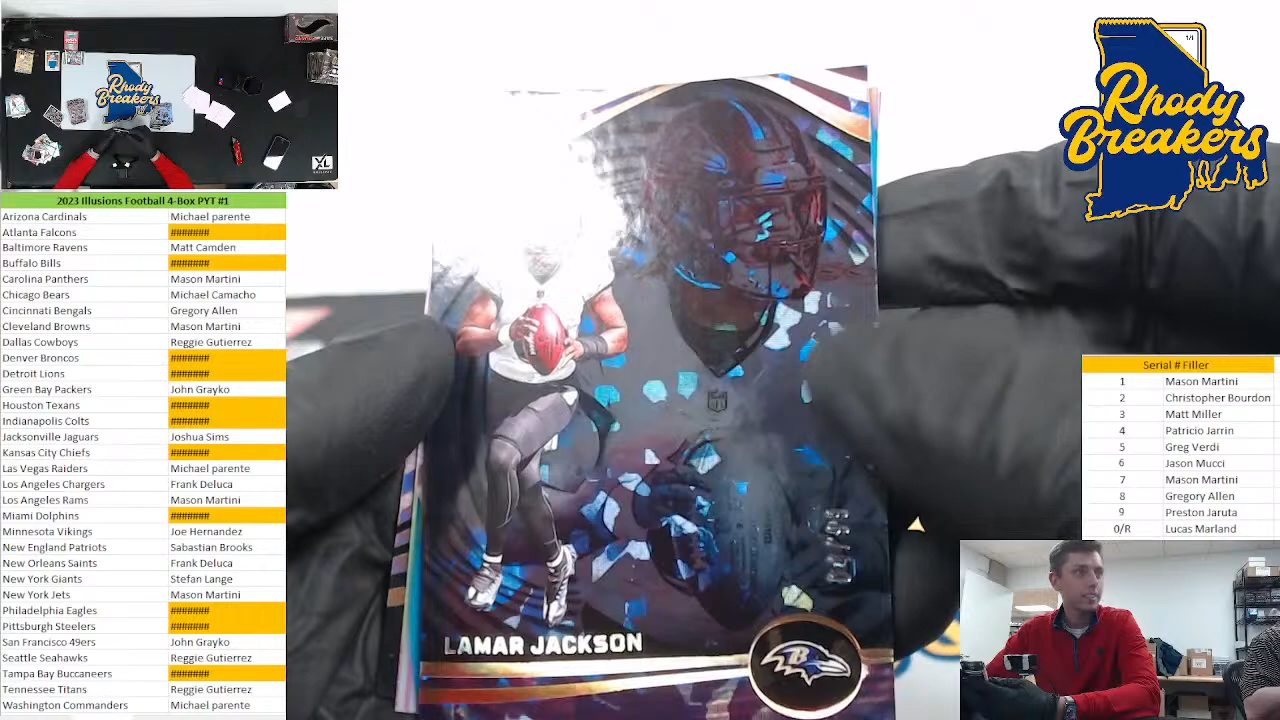 Rhody
Breakers
XL
1/1
Rhody
Breakers
2023 Illusions Football 4-Box PYT #1
Arizona Cardinals Michael parente
Atlanta Falcons #######
Baltimore Ravens Matt Camden
Buffalo Bills #######
Carolina Panthers Mason Martini
Chicago Bears Michael Camacho
Cincinnati Bengals Gregory Allen
Cleveland Browns Mason Martini
Dallas Cowboys Reggie Gutierrez
Denver Broncos #######
Detroit Lions #######
Green Bay Packers John Grayko
Houston Texans #######
Indianapolis Colts #######
Jacksonville Jaguars Joshua Sims
Kansas City Chiefs #######
Las Vegas Raiders Michael parente
Los Angeles Chargers Frank Deluca
Los Angeles Rams Mason Martini
Miami Dolphins #######
Minnesota Vikings Joe Hernandez
New England Patriots Sabastian Brooks
New Orleans Saints Frank Deluca
New York Giants Stefan Lange
New York Jets Mason Martini
Philadelphia Eagles #######
Pittsburgh Steelers #######
San Francisco 49ers John Grayko
Seattle Seahawks Reggie Gutierrez
Tampa Bay Buccaneers #######
Tennessee Titans Reggie Gutierrez
Washington Commanders Michael parente
NFL
LAMAR JACKSON
B
Serial # Filler
1 Mason Martini
2 Christopher Bourdon
3 Matt Miller
4 Patricio Jarrin
5 Greg Verdi
6 Jason Mucci
7 Mason Martini
8 Gregory Allen
9 Preston Jaruta
0/R Lucas Marland